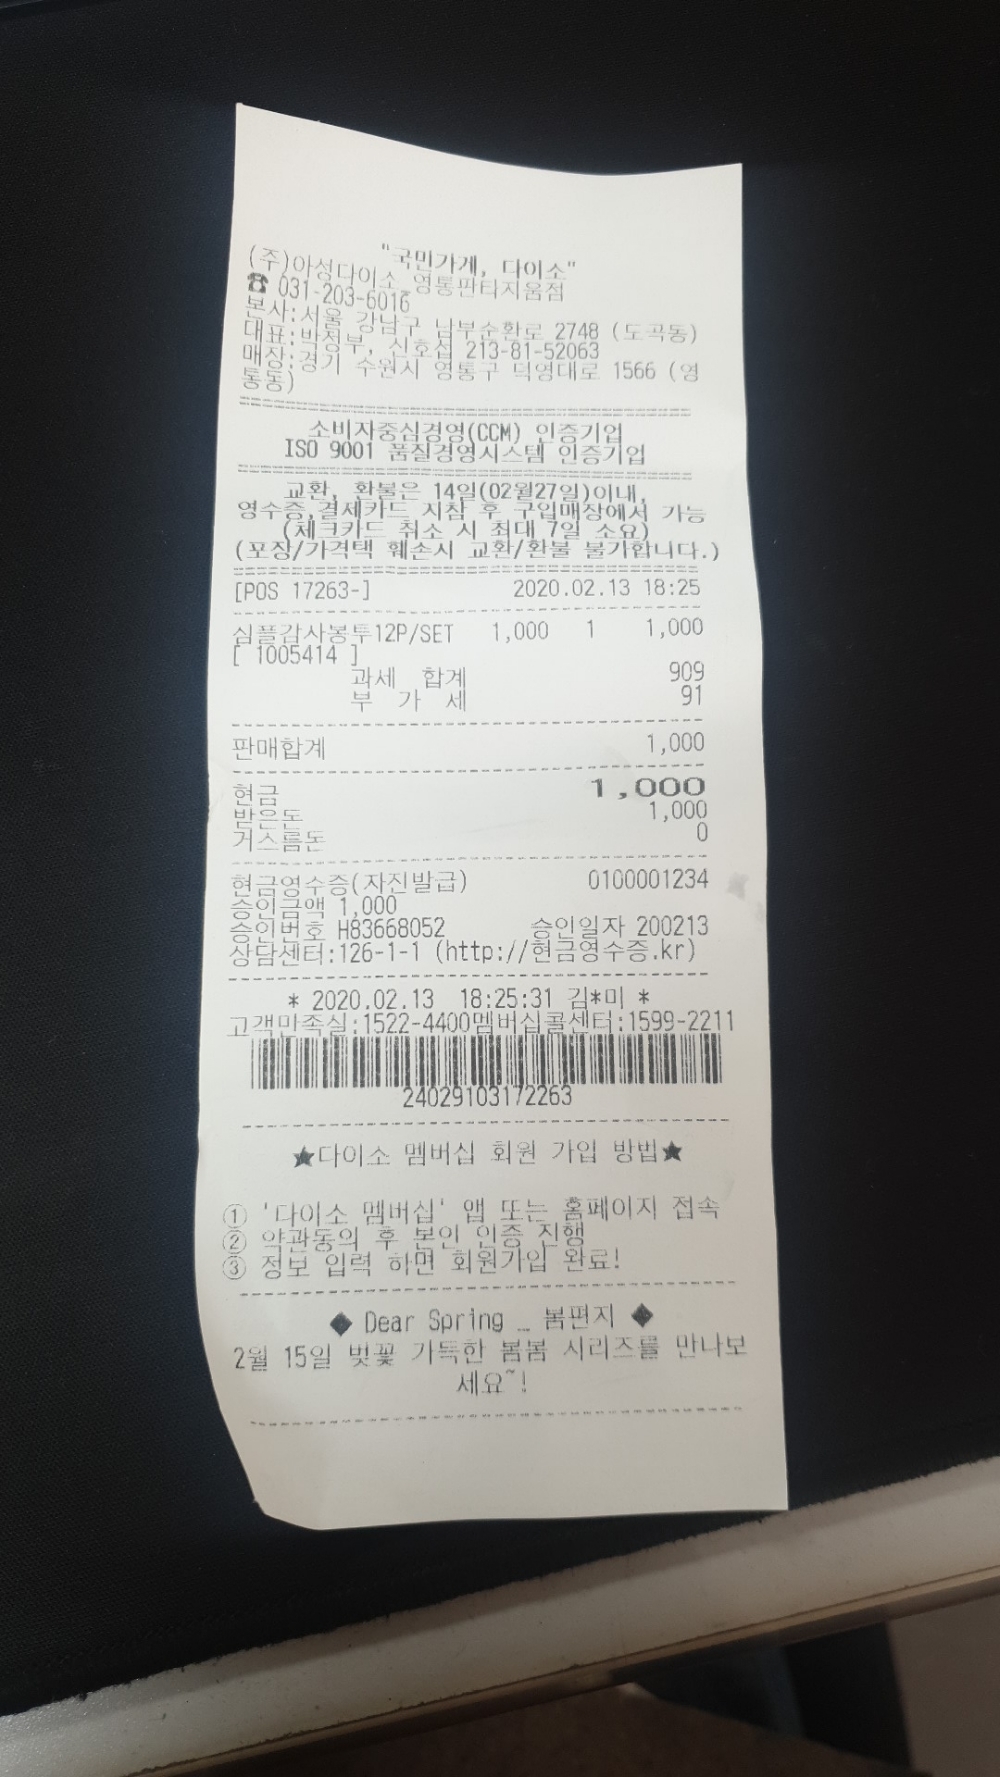 "국민가게, 다이소"
(주)아성다이소_영통판타지움점
☎ 031-203-6016
본사:서울 강남구 남부순환로 2748 (도곡동)
대표:박정부, 신호섭 213-81-52063
매장:경기 수원시 영통구 덕영대로 1566 (영
통동)
소비자중심경영(CCM) 인증기업
ISO 9001 품질경영시스템 인증기업
교환, 환불은 14일(02월27일)이내,
영수증,결제카드 지참 후 구입매장에서 가능
(체크카드 취소 시 최대 7일 소요)
(포장/가격택 훼손시 교환/환불 불가합니다.)
[POS 17263-] 2020.02.13 18:25
심플감사봉투12P/SET 1,000 1 1,000
[ 1005414 ]
과세 합계 909
부 가 세 91
판매합계 1,000
현금 1,000
받은돈 1,000
거스름돈 0
현금영수증(자진발급) 0100001234
승인금액 1,000
승인번호 H83668052 승인일자 200213
상담센터:126-1-1 (http://현금영수증.kr)
* 2020.02.13 18:25:31 김*미 *
고객만족실:1522-4400멤버십콜센터:1599-2211
24029103172263
★다이소 멤버십 회원 가입 방법★
① '다이소 멤버십' 앱 또는 홈페이지 접속
② 약관동의 후 본인 인증 진행
③ 정보 입력 하면 회원가입 완료!
◆ Dear Spring _ 봄편지 ◆
2월 15일 벚꽃 가득한 봄봄 시리즈를 만나보
세요~!